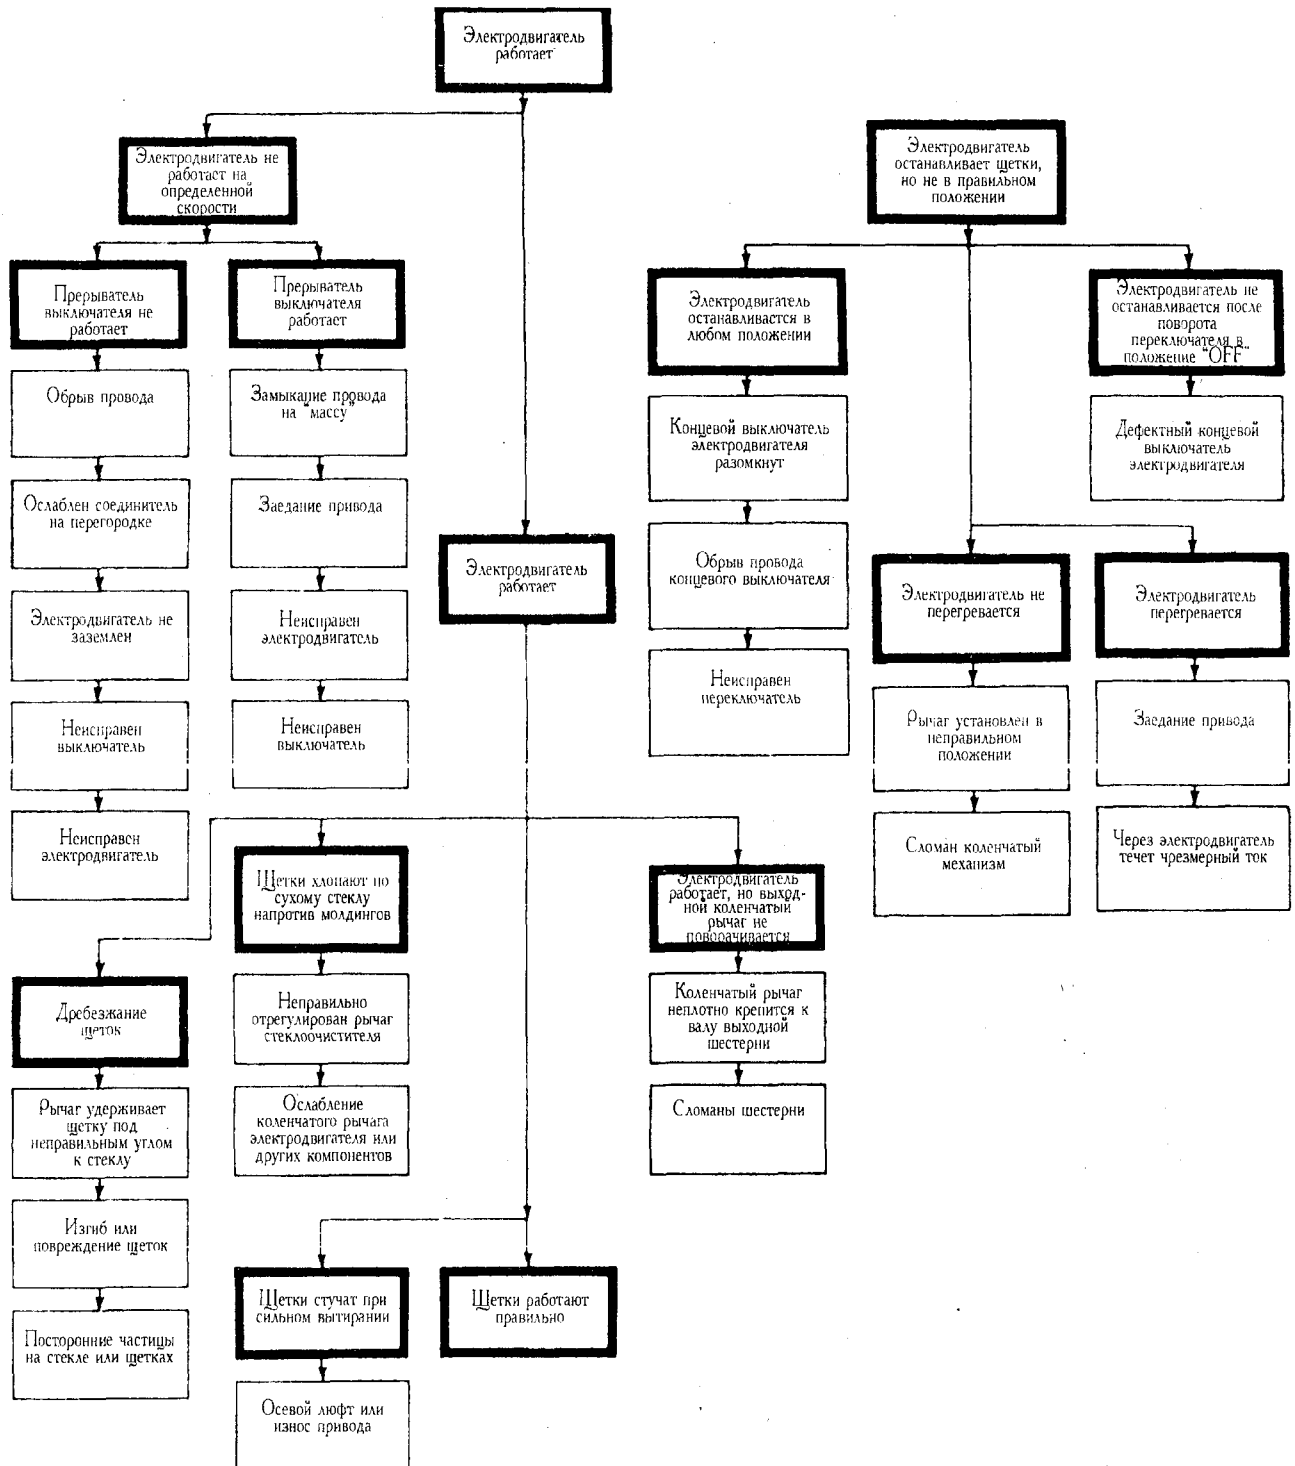 Электродвигатель
работает
Электродвигатель не
работает на
определенной
скорости
Прерыватель
выключателя не
работает
Обрыв провода
Ослаблен соединитель
на перегородке
Электродвигатель не
заземлен
Неисправен
выключатель
Неисправен
электродвигатель
Прерыватель
выключателя
работает
Замыкание провода
на "массу"
Заедание привода
Неисправен
электродвигатель
Неисправен
выключатель
Электродвигатель
работает
Дребезжание
щеток
Рычаг удерживает
щетку под
неправильным углом
к стеклу
Изгиб или
повреждение щеток
Посторонние частицы
на стекле или щетках
Щетки хлопают по
сухому стеклу
напротив молдингов
Неправильно
отрегулирован рычаг
стеклоочистителя
Ослабление
коленчатого рычага
электродвигателя или
других компонентов
Электродвигатель
работает, но выход-
ной коленчатый
рычаг не
поворачивается
Коленчатый рычаг
неплотно крепится к
валу выходной
шестерни
Сломаны шестерни
Щетки стучат при
сильном вытирании
Осевой люфт или
износ привода
Щетки работают
правильно
Электродвигатель
останавливает щетки,
но не в правильном
положении
Электродвигатель
останавливается в
любом положении
Концевой выключатель
электродвигателя
разомкнут
Обрыв провода
концевого выключателя
Неисправен
переключатель
Электродвигатель не
перегревается
Рычаг установлен в
неправильном
положении
Сломан коленчатый
механизм
Электродвигатель
перегревается
Заедание привода
Через электродвигатель
течет чрезмерный ток
Электродвигатель не
останавливается после
поворота
переключателя в
положение "OFF"
Дефектный концевой
выключатель
электродвигателя